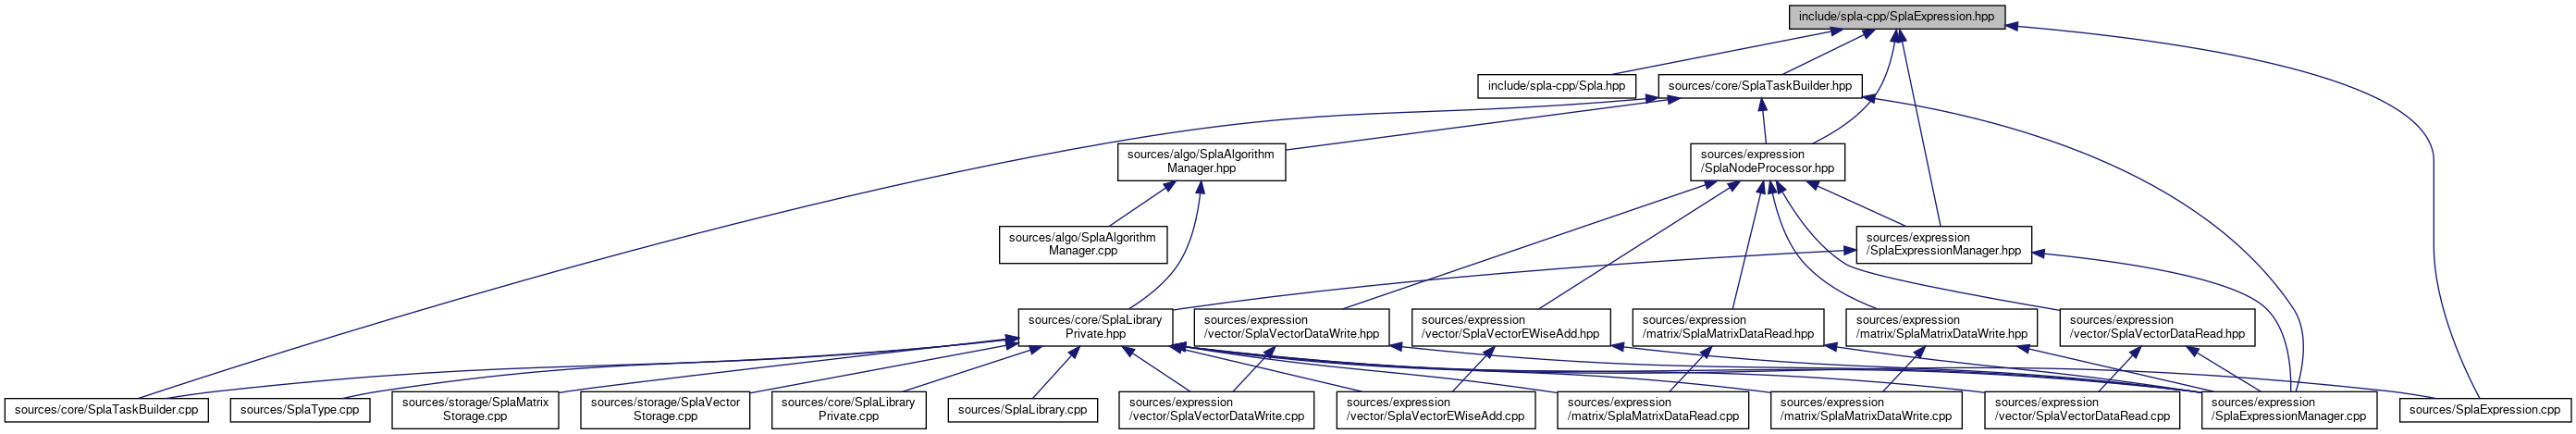 include/spla-cpp/SplaExpression.hpp
include/spla-cpp/Spla.hpp
sources/core/SplaTaskBuilder.hpp
sources/algo/SplaAlgorithm
Manager.hpp
sources/expression
/SplaNodeProcessor.hpp
sources/algo/SplaAlgorithm
Manager.cpp
sources/expression
/SplaExpressionManager.hpp
sources/core/SplaLibrary
Private.hpp
sources/expression
/vector/SplaVectorDataWrite.hpp
sources/expression
/vector/SplaVectorEWiseAdd.hpp
sources/expression
/matrix/SplaMatrixDataRead.hpp
sources/expression
/matrix/SplaMatrixDataWrite.hpp
sources/expression
/vector/SplaVectorDataRead.hpp
sources/core/SplaTaskBuilder.cpp
sources/SplaType.cpp
sources/storage/SplaMatrix
Storage.cpp
sources/storage/SplaVector
Storage.cpp
sources/core/SplaLibrary
Private.cpp
sources/SplaLibrary.cpp
sources/expression
/vector/SplaVectorDataWrite.cpp
sources/expression
/vector/SplaVectorEWiseAdd.cpp
sources/expression
/matrix/SplaMatrixDataRead.cpp
sources/expression
/matrix/SplaMatrixDataWrite.cpp
sources/expression
/vector/SplaVectorDataRead.cpp
sources/expression
/SplaExpressionManager.cpp
sources/SplaExpression.cpp